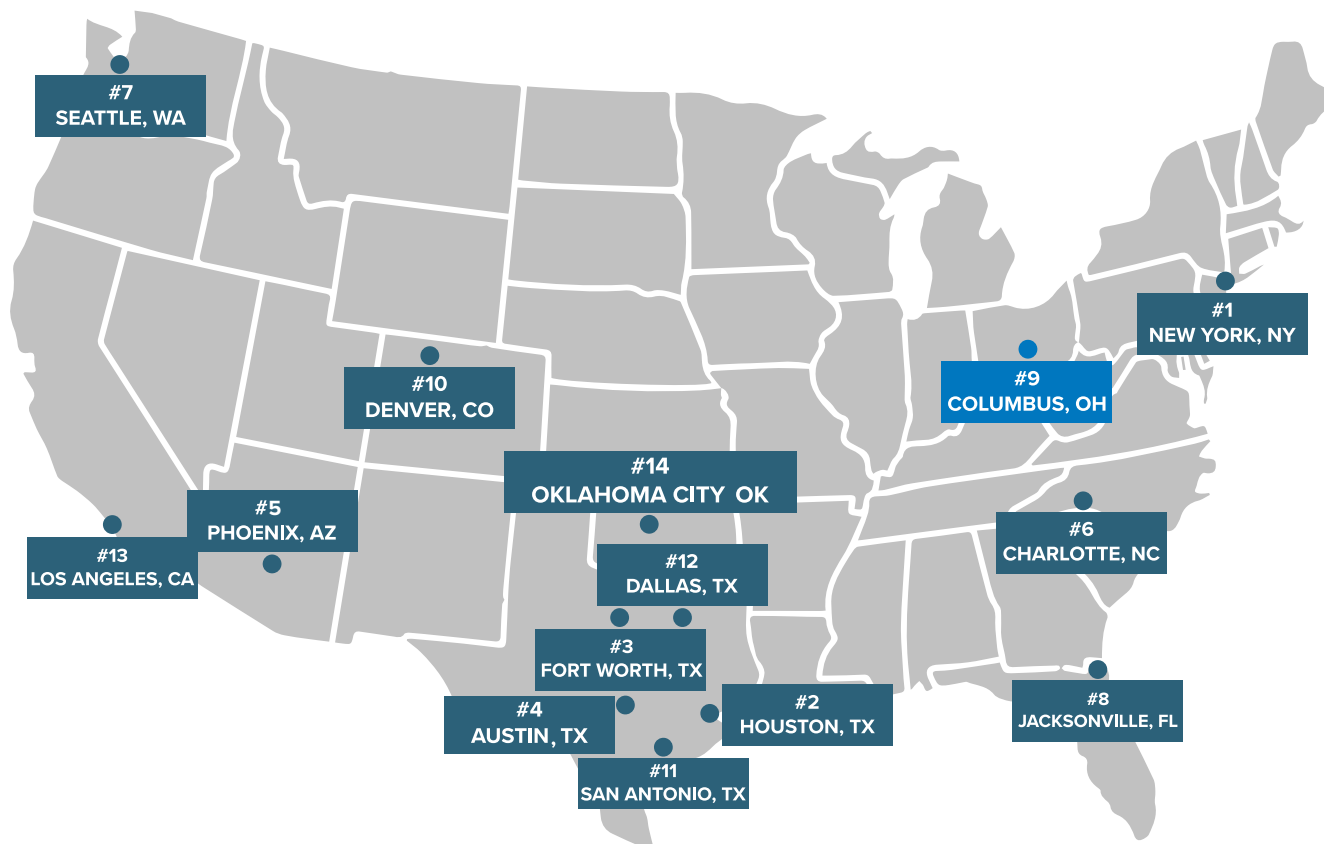 #7
SEATTLE, WA
#1
NEW YORK, NY
#10
DENVER, CO
#9
COLUMBUS, OH
#14
OKLAHOMA CITY OK
#5
PHOENIX, AZ
#6
CHARLOTTE, NC
#13
LOS ANGELES, CA
#12
DALLAS, TX
#3
FORT WORTH, TX
#4
AUSTIN, TX
#2
HOUSTON, TX
#8
JACKSONVILLE, FL
#11
SAN ANTONIO, TX